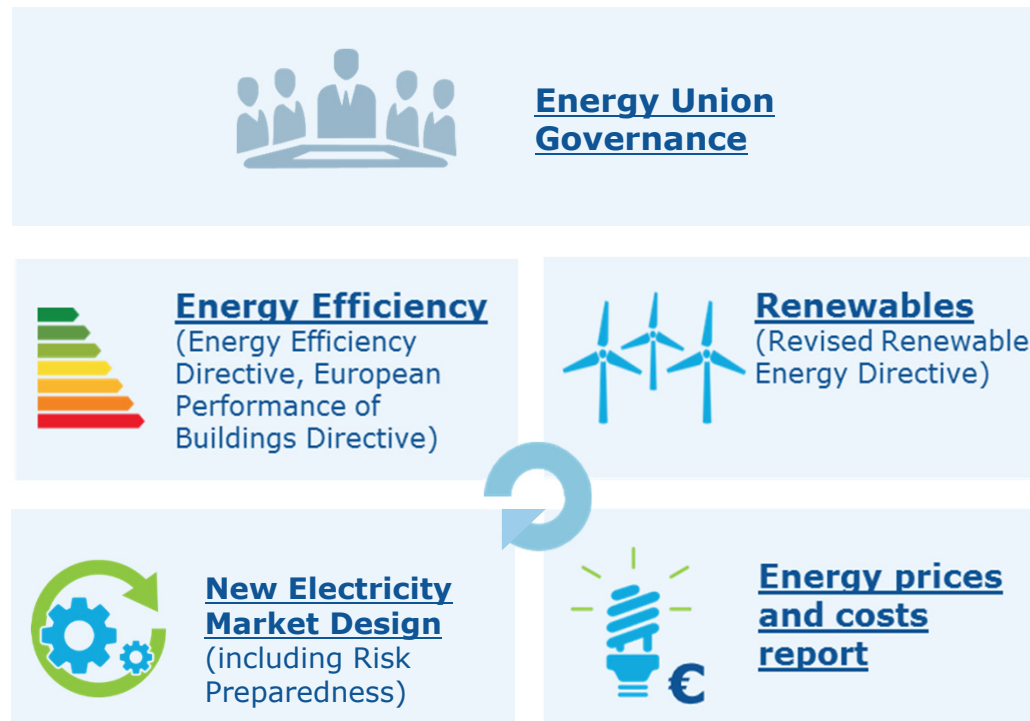 Energy Union
Governance
Energy Efficiency
(Energy Efficiency
Directive, European
Performance of
Buildings Directive)
Renewables
(Revised Renewable
Energy Directive)
New Electricity
Market Design
(including Risk
Preparedness)
Energy prices
and costs
report
€